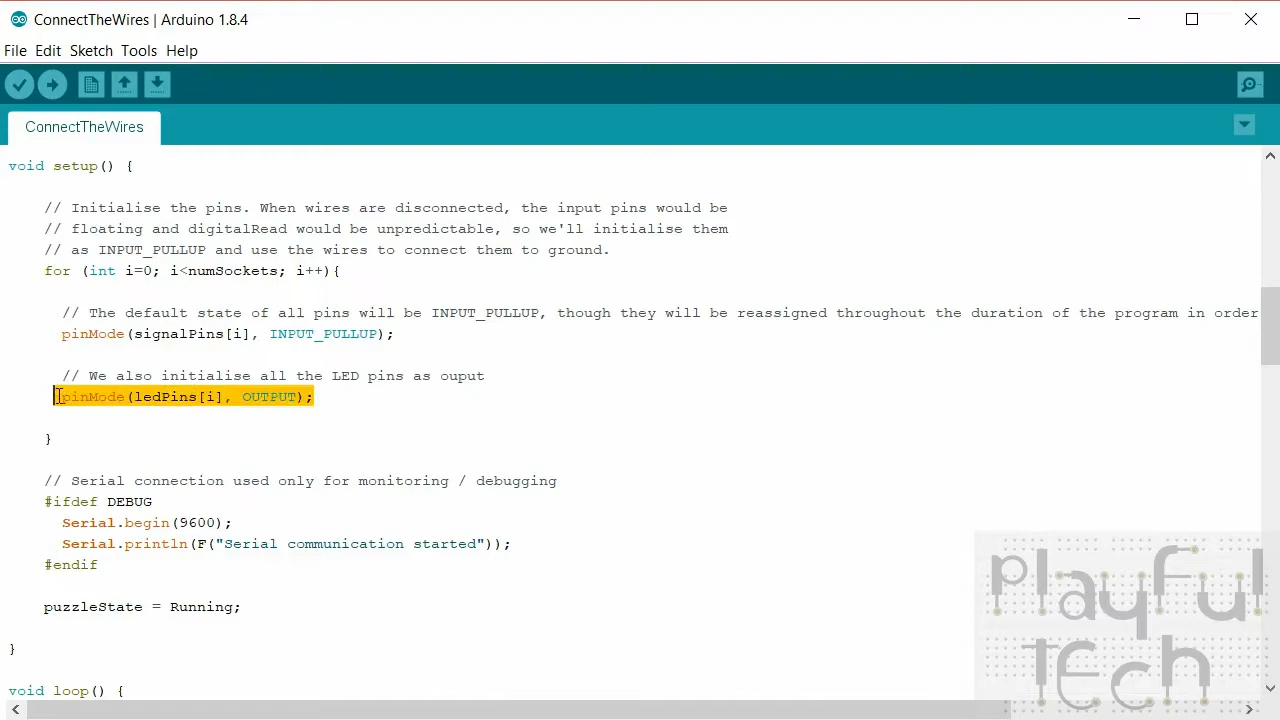 ConnectTheWires | Arduino 1.8.4
File Edit Sketch Tools Help
ConnectTheWires
void setup() {
// Initialise the pins. When wires are disconnected, the input pins would be
// floating and digitalRead would be unpredictable, so we'll initialise them
// as INPUT_PULLUP and use the wires to connect them to ground.
for (int i=0; i<numSockets; i++){
// The default state of all pins will be INPUT_PULLUP, though they will be reassigned throughout the duration of the program in order
pinMode(signalPins[i], INPUT_PULLUP);
// We also initialise all the LED pins as ouput
pinMode(ledPins[i], OUTPUT);
}
// Serial connection used only for monitoring / debugging
#ifdef DEBUG
Serial.begin(9600);
Serial.println(F("Serial communication started"));
#endif
puzzleState = Running;
}
void loop() {
playful
tech